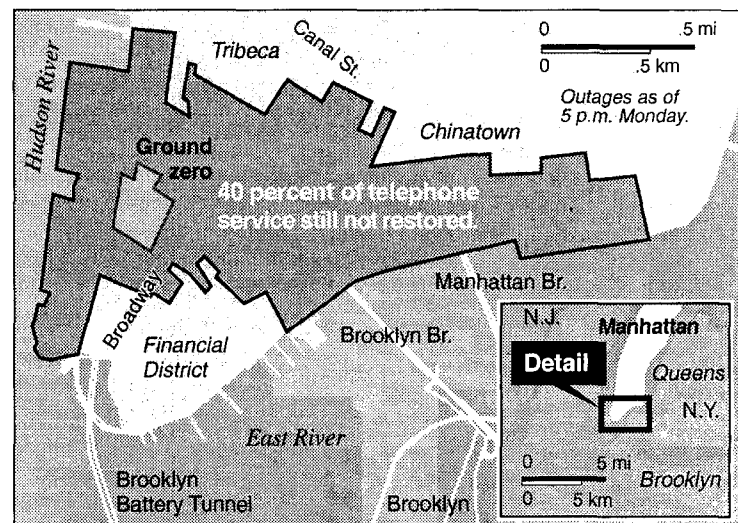 0 .5 mi
0 .5 km
Outages as of
5 p.m. Monday.
Tribeca
Canal St.
Hudson River
Chinatown
Ground
zero
40 percent of telephone
service still not restored
Broadway
Financial
District
Manhattan Br.
Brooklyn Br.
East River
Brooklyn
Battery Tunnel
Brooklyn
N.J.
Manhattan
Detail
Queens
N.Y.
0 5 mi
0 5 km
Brooklyn